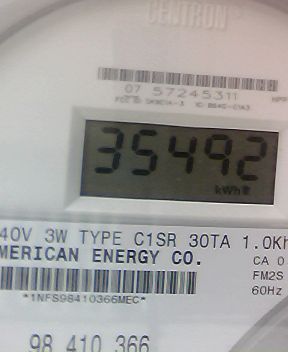 CENTRON
07 57245311
35492
kWh
40V 3W TYPE C1SR 30TA 1.0Kh
MERICAN ENERGY CO.
CA 0
FM2S
*1NFS98410366MEC*
60Hz
98 410 366